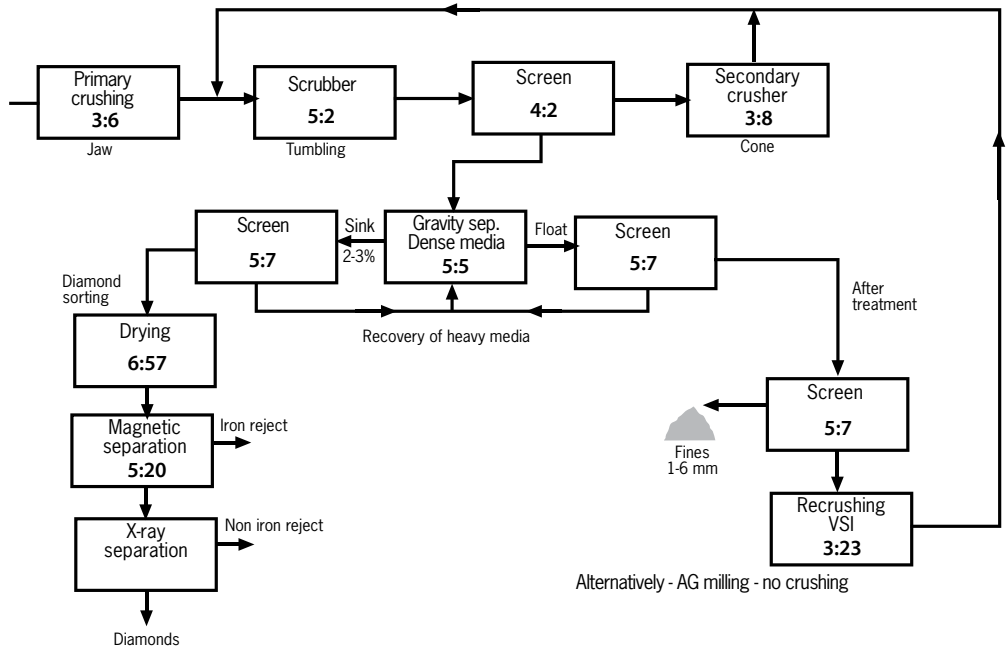 Primary
crushing
3:6
Jaw
Scrubber
5:2
Tumbling
Screen
4:2
Secondary
crusher
3:8
Cone
Screen
5:7
Sink
2-3%
Gravity sep.
Dense media
5:5
Float
Screen
5:7
Diamond
sorting
Recovery of heavy media
After
treatment
Drying
6:57
Magnetic
separation
5:20
Iron reject
Screen
5:7
Fines
1-6 mm
X-ray
separation
Non iron reject
Recrushing
VSI
3:23
Alternatively - AG milling - no crushing
Diamonds